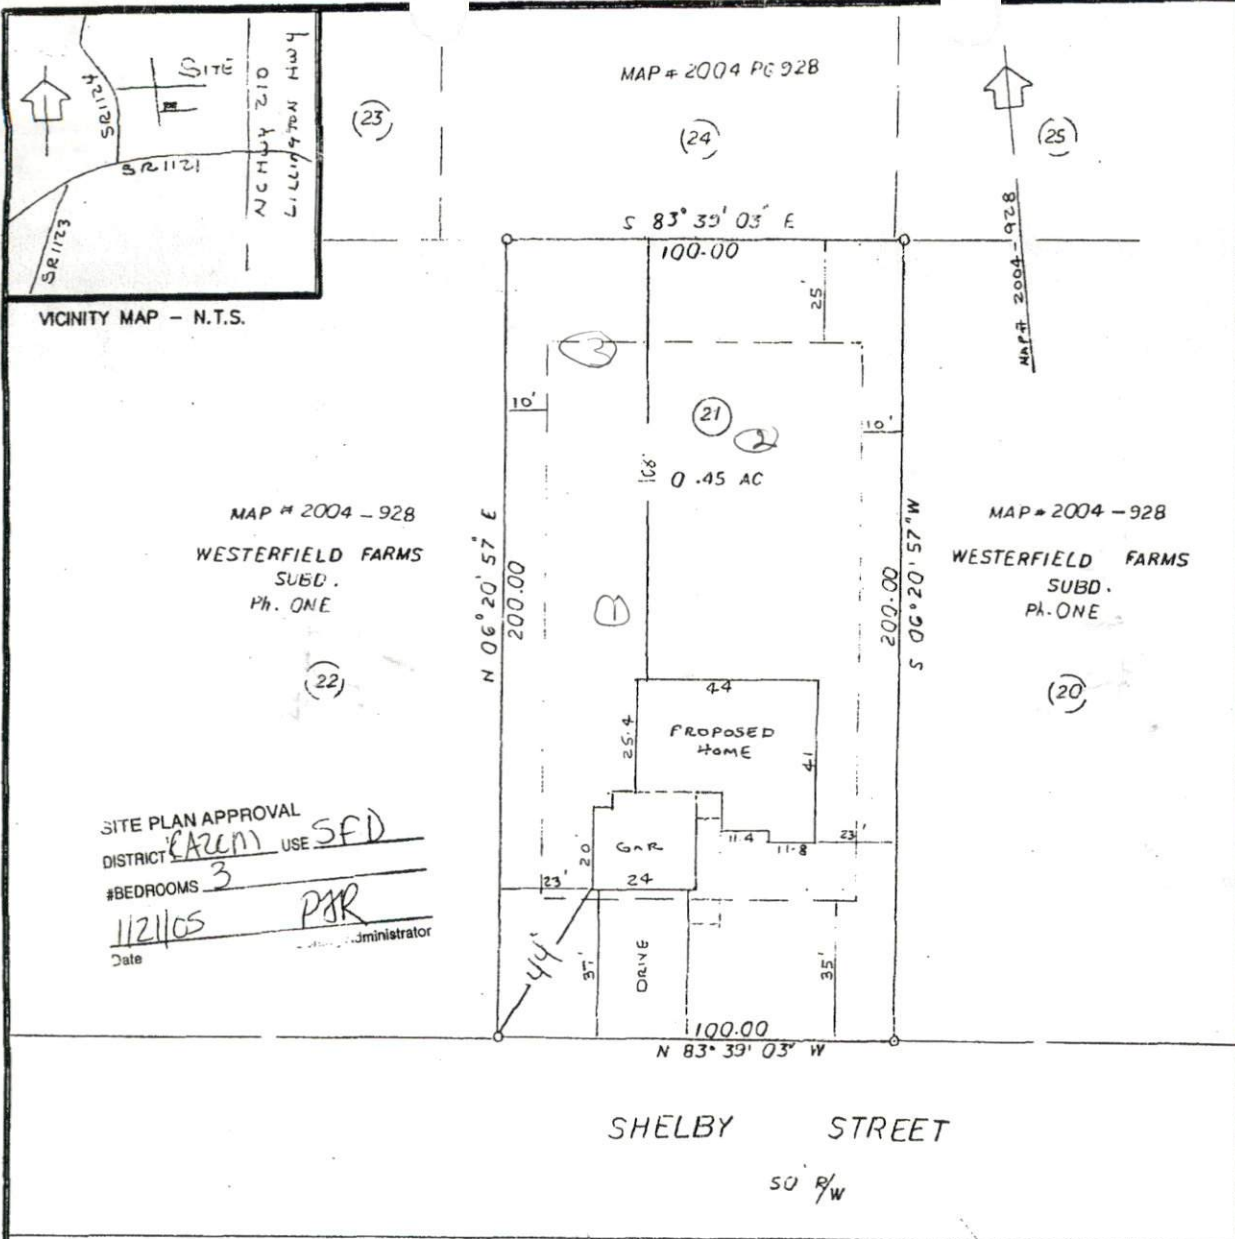 SITE
SR1124
SR1121
SR1123
NC HWY 210
LILLINGTON HWY
VICINITY MAP – N.T.S.
MAP # 2004 PG 928
(23)
(24)
(25)
MAP# 2004-928
S 83° 39' 03" E
100.00
25'
3
10'
21
2
10'
0.45 AC
MAP # 2004 – 928
WESTERFIELD FARMS
SUBD.
Ph. ONE
(22)
N 06° 20' 57" E
200.00
1
200.00
S 06° 20' 57" W
MAP # 2004 – 928
WESTERFIELD FARMS
SUBD.
Ph. ONE
(20)
44
25.4
PROPOSED
HOME
41
20
GAR
11.4
11.8
23'
23'
24
SITE PLAN APPROVAL
DISTRICT USE SFD
#BEDROOMS 3
1/21/05 PJR
Date
44'
37'
DRIVE
35'
100.00
N 83° 39' 03" W
SHELBY STREET
50' R/W